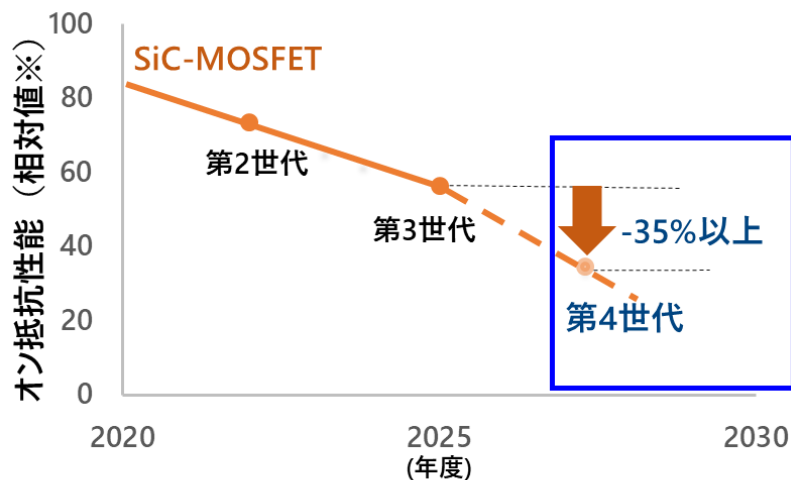 オン抵抗性能（相対値※）
100
80
60
40
20
0
SiC-MOSFET
第2世代
第3世代
-35%以上
第4世代
2020
2025
2030
(年度)